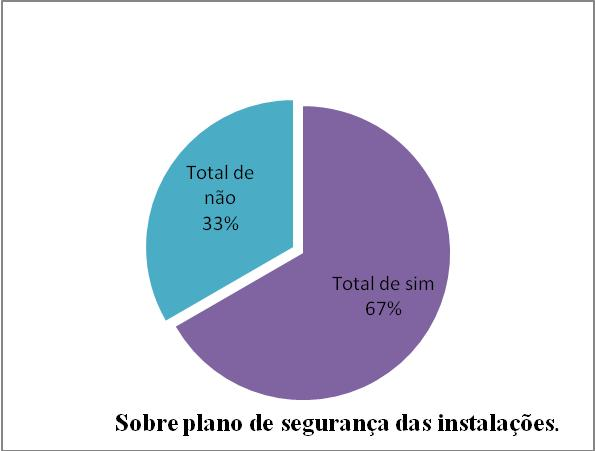 Total de
não
33%
Total de sim
67%
Sobre plano de segurança das instalações.